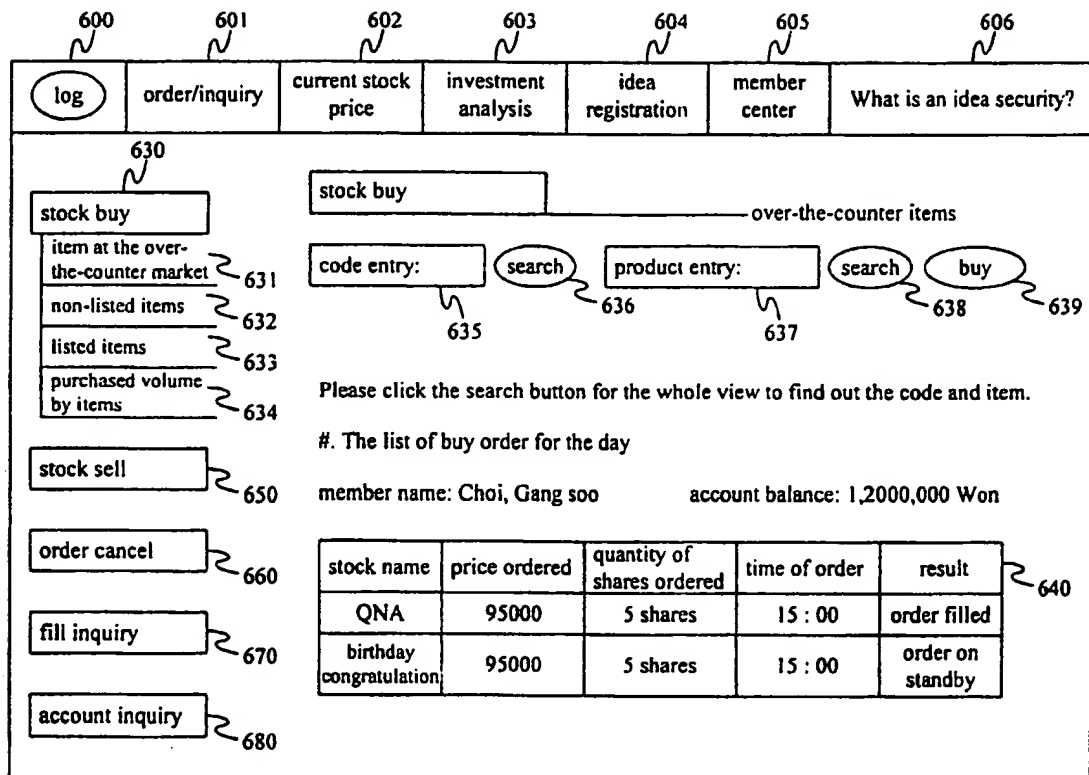 600 601 602 603 604 605 606
log order/inquiry current stock price investment analysis idea registration member center What is an idea security?
630
stock buy
item at the over-
the-counter market
631
non-listed items
632
listed items
633
purchased volume
by items
634
stock sell
650
order cancel
660
fill inquiry
670
account inquiry
680
stock buy
over-the-counter items
code entry: search product entry: search buy
635 636 637 638 639
Please click the search button for the whole view to find out the code and item.
#. The list of buy order for the day
member name: Choi, Gang soo account balance: 1,2000,000 Won
stock name price ordered quantity of shares ordered time of order result
640
QNA 95000 5 shares 15 : 00 order filled
birthday congratulation 95000 5 shares 15 : 00 order on standby